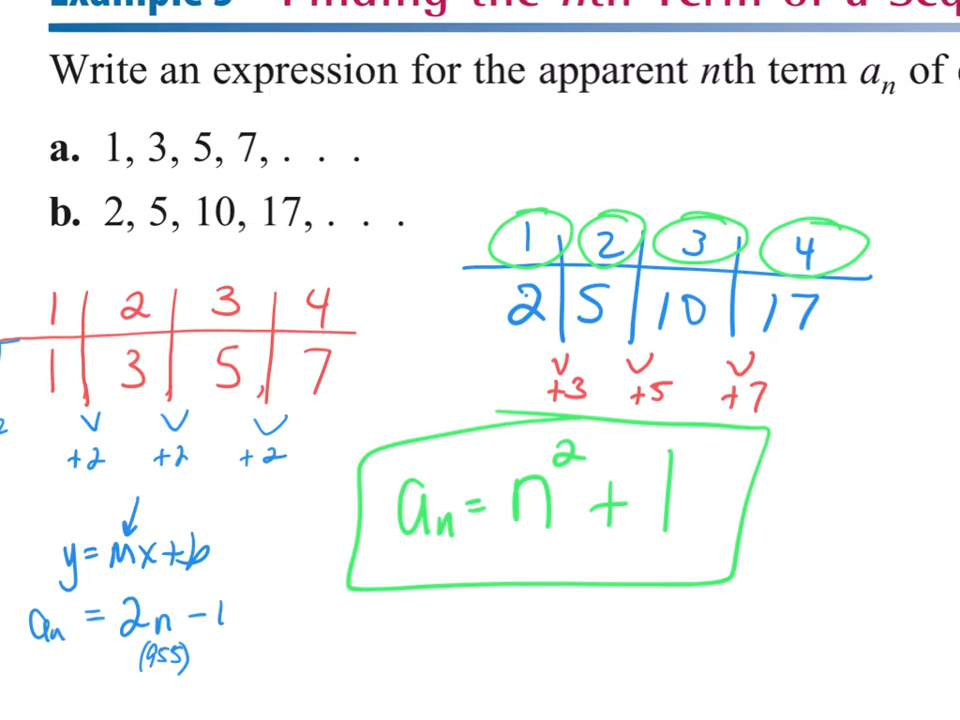 Example 3 Finding the nth Term of a Seq
Write an expression for the apparent nth term aₙ of
a. 1, 3, 5, 7, . . .
b. 2, 5, 10, 17, . . .
1 2 3 4
2 5 10 17
+3 +5 +7
1 2 3 4
1 3 5 7
+2 +2 +2
aₙ = n² + 1
y = mx + b
aₙ = 2n - 1
(955)